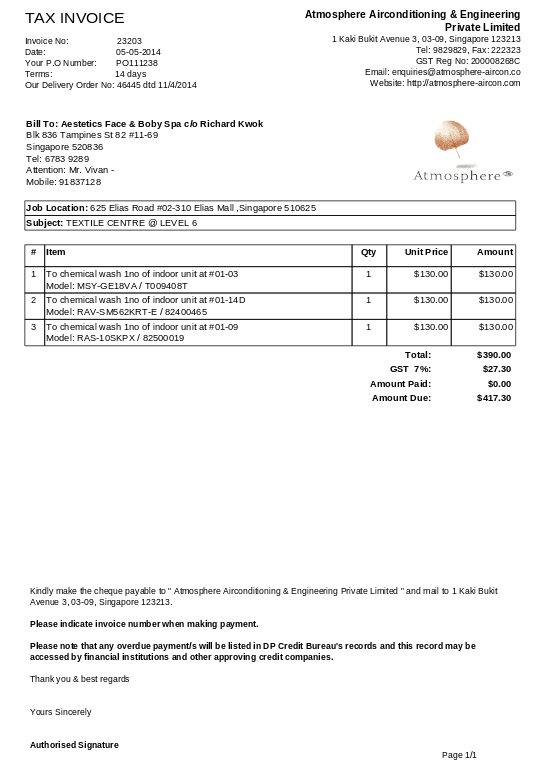 TAX INVOICE
Atmosphere Airconditioning & Engineering
Private Limited
1 Kaki Bukit Avenue 3, 03-09, Singapore 123213
Tel: 9829829, Fax: 222323
GST Reg No: 200008268C
Email: enquiries@atmosphere-aircon.co
Website: http://atmosphere-aircon.com
Invoice No: 23203
Date: 05-05-2014
Your P.O Number: PO111238
Terms: 14 days
Our Delivery Order No: 46445 dtd 11/4/2014
Bill To: Aestetics Face & Boby Spa c/o Richard Kwok
Blk 836 Tampines St 82 #11-69
Singapore 520836
Tel: 6783 9289
Attention: Mr. Vivan -
Mobile: 91837128
Atmosphere
Job Location: 625 Elias Road #02-310 Elias Mall ,Singapore 510625
Subject: TEXTILE CENTRE @ LEVEL 6
# Item Qty Unit Price Amount
1 To chemical wash 1no of indoor unit at #01-03 1 $130.00 $130.00
Model: MSY-GE18VA / T009408T
2 To chemical wash 1no of indoor unit at #01-14D 1 $130.00 $130.00
Model: RAV-SM562KRT-E / 82400465
3 To chemical wash 1no of indoor unit at #01-09 1 $130.00 $130.00
Model: RAS-10SKPX / 82500019
Total: $390.00
GST 7%: $27.30
Amount Paid: $0.00
Amount Due: $417.30
Kindly make the cheque payable to " Atmosphere Airconditioning & Engineering Private Limited " and mail to 1 Kaki Bukit
Avenue 3, 03-09, Singapore 123213.
Please indicate invoice number when making payment.
Please note that any overdue payment/s will be listed in DP Credit Bureau's records and this record may be
accessed by financial institutions and other approving credit companies.
Thank you & best regards
Yours Sincerely
Authorised Signature
Page 1/1